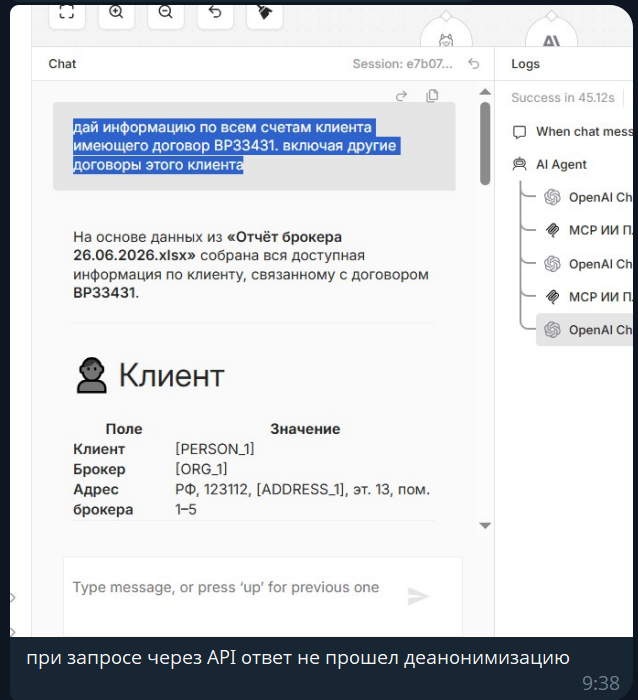 Chat
Session: e7b07...
Logs
Success in 45.12s
дай информацию по всем счетам клиента
имеющего договор ВР33431. включая другие
договоры этого клиента
When chat mess
AI Agent
OpenAI Ch
МСР ИИ П
OpenAI Ch
МСР ИИ П
OpenAI Ch
На основе данных из «Отчёт брокера
26.06.2026.xlsx» собрана вся доступная
информация по клиенту, связанному с договором
ВР33431.
Клиент
Поле Значение
Клиент [PERSON_1]
Брокер [ORG_1]
Адрес РФ, 123112, [ADDRESS_1], эт. 13, пом.
брокера 1–5
Type message, or press ‘up’ for previous one
при запросе через API ответ не прошел деанонимизацию
9:38